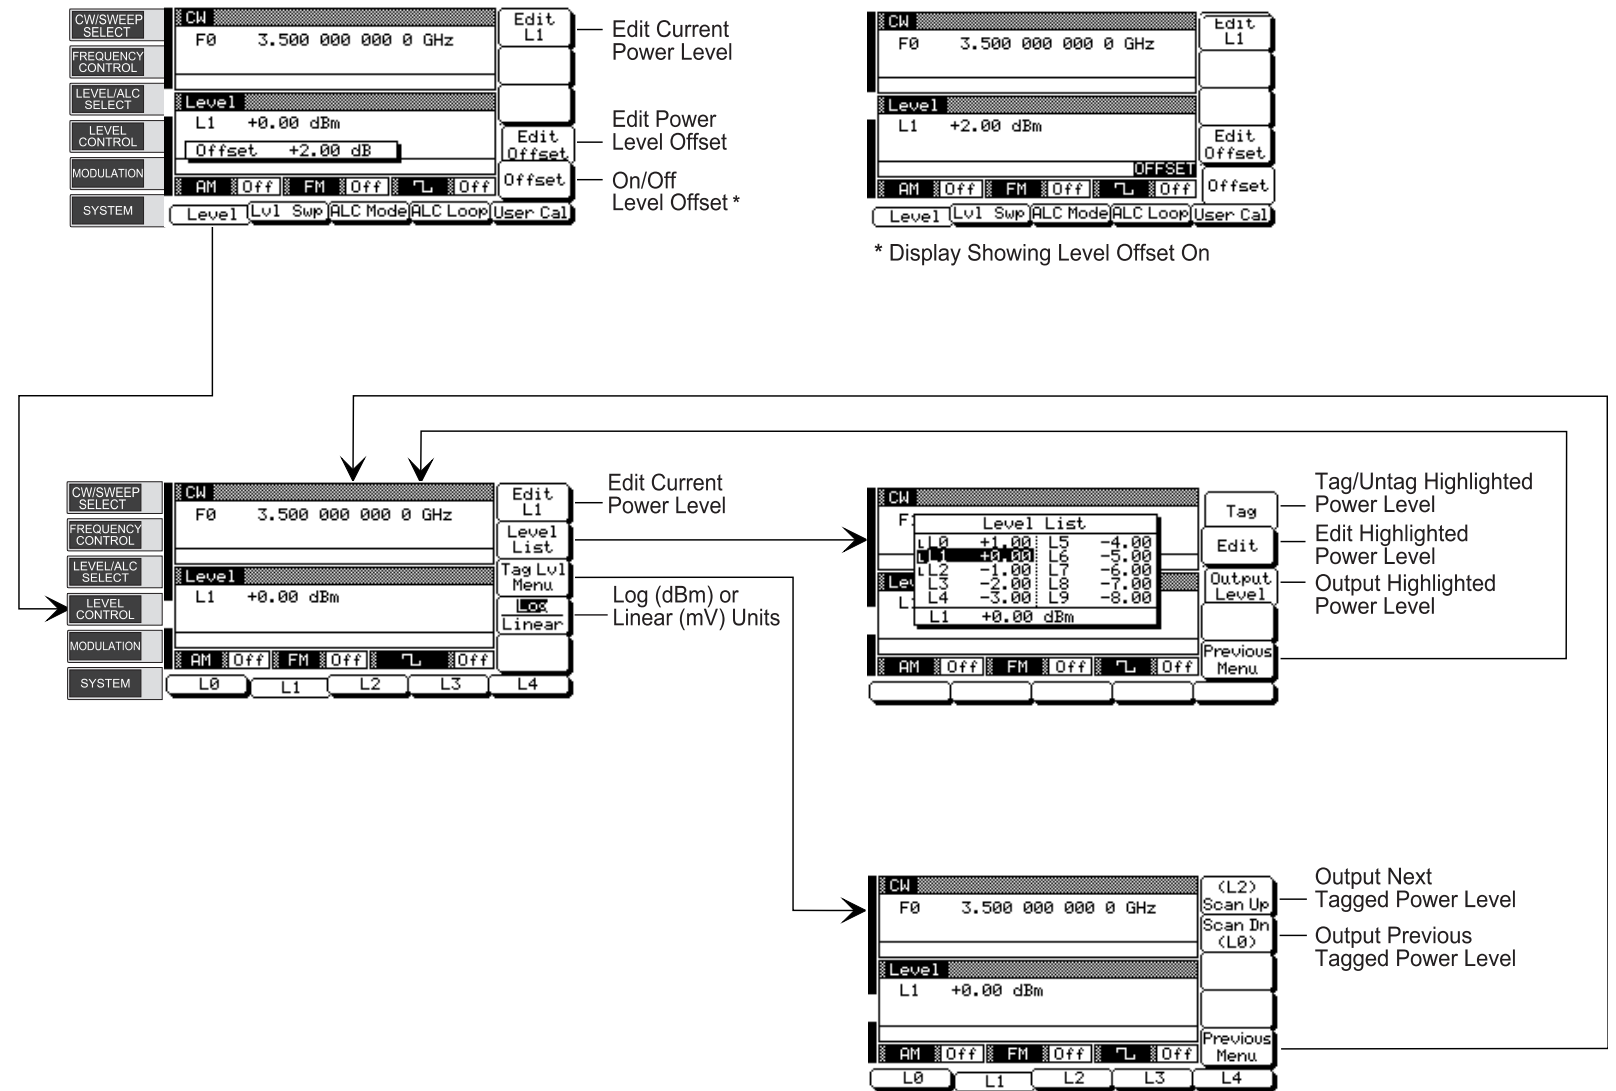 CW/SWEEP
SELECT
FREQUENCY
CONTROL
LEVEL/ALC
SELECT
LEVEL
CONTROL
MODULATION
SYSTEM
CW
F0 3.500 000 000 0 GHz
Level
L1 +0.00 dBm
Offset +2.00 dB
AM Off FM Off Off
Level Lvl Swp ALC Mode ALC Loop User Cal
Edit
L1
Edit
Offset
Offset
Edit Current
Power Level
Edit Power
Level Offset
On/Off
Level Offset *
CW
F0 3.500 000 000 0 GHz
Level
L1 +2.00 dBm
OFFSET
AM Off FM Off Off
Level Lvl Swp ALC Mode ALC Loop User Cal
Edit
L1
Edit
Offset
Offset
* Display Showing Level Offset On
CW/SWEEP
SELECT
FREQUENCY
CONTROL
LEVEL/ALC
SELECT
LEVEL
CONTROL
MODULATION
SYSTEM
CW
F0 3.500 000 000 0 GHz
Level
L1 +0.00 dBm
AM Off FM Off Off
L0 L1 L2 L3 L4
Edit
L1
Level
List
Tag Lvl
Menu
Log
Linear
Edit Current
Power Level
Log (dBm) or
Linear (mV) Units
CW
F
Level List
L0 +1.00 L5 -4.00
L1 +0.00 L6 -5.00
L2 -1.00 L7 -6.00
L3 -2.00 L8 -7.00
L4 -3.00 L9 -8.00
L1 +0.00 dBm
Lev
L
AM Off FM Off Off
Tag
Edit
Output
Level
Previous
Menu
Tag/Untag Highlighted
Power Level
Edit Highlighted
Power Level
Output Highlighted
Power Level
CW
F0 3.500 000 000 0 GHz
Level
L1 +0.00 dBm
AM Off FM Off Off
L0 L1 L2 L3 L4
(L2)
Scan Up
Scan Dn
(L0)
Previous
Menu
Output Next
Tagged Power Level
Output Previous
Tagged Power Level